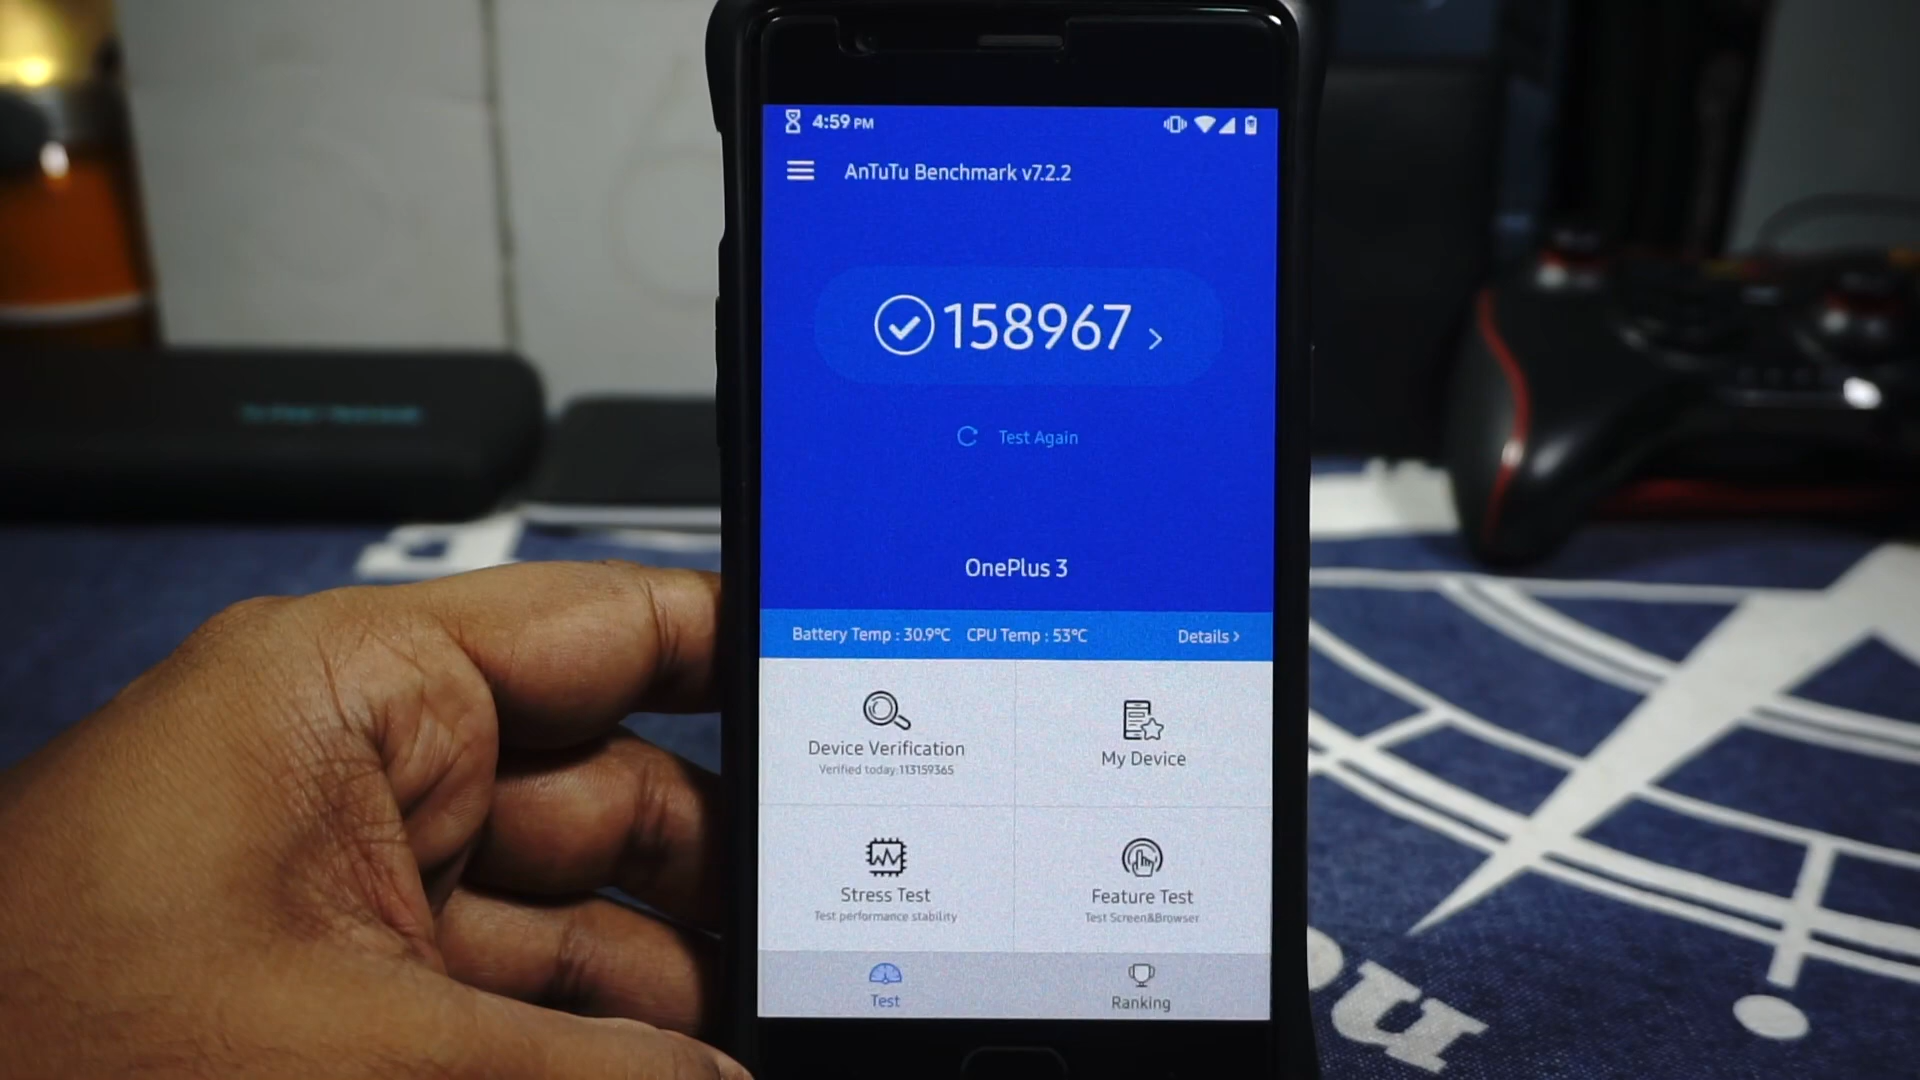 4:59 PM
AnTuTu Benchmark v7.2.2
158967 >
Test Again
OnePlus 3
Battery Temp : 30.9°C CPU Temp : 53°C Details >
Device Verification
Verified today:113159365
My Device
Stress Test
Test performance stability
Feature Test
Test Screen&Browser
Test
Ranking